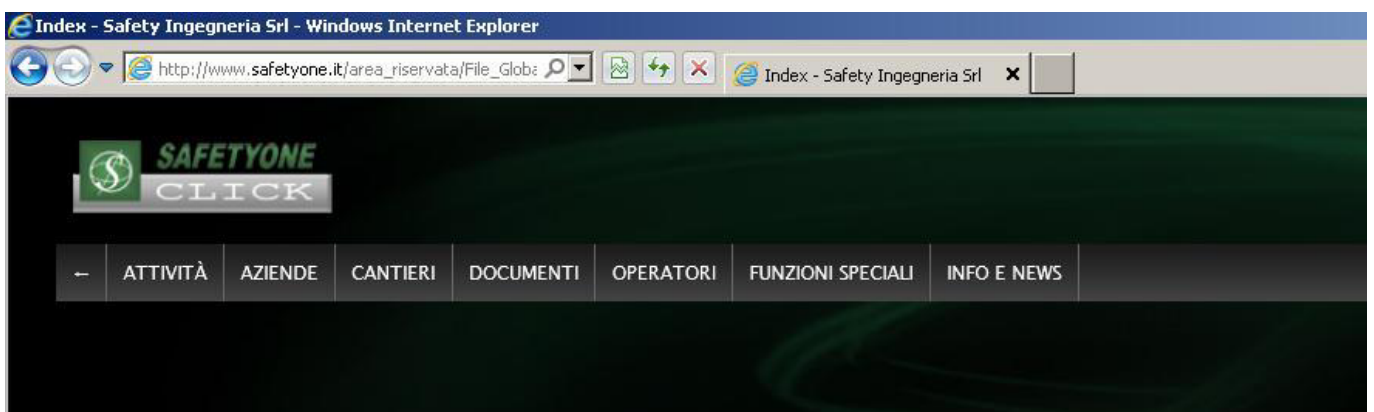 Index - Safety Ingegneria Srl - Windows Internet Explorer
http://www.safetyone.it/area_riservata/File_Globa Index - Safety Ingegneria Srl
SAFETYONE
CLICK
← ATTIVITÀ AZIENDE CANTIERI DOCUMENTI OPERATORI FUNZIONI SPECIALI INFO E NEWS